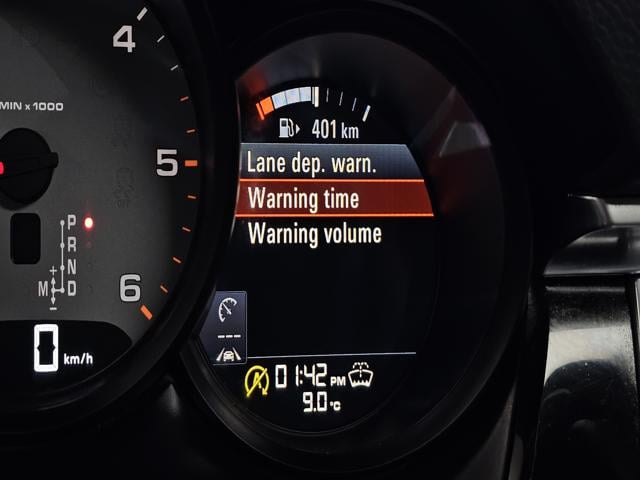 4
MIN x 1000
5
6
P
R
N
M D
+
-
0 km/h
401 km
Lane dep. warn.
Warning time
Warning volume
---
A
01:42 PM
9.0 °C